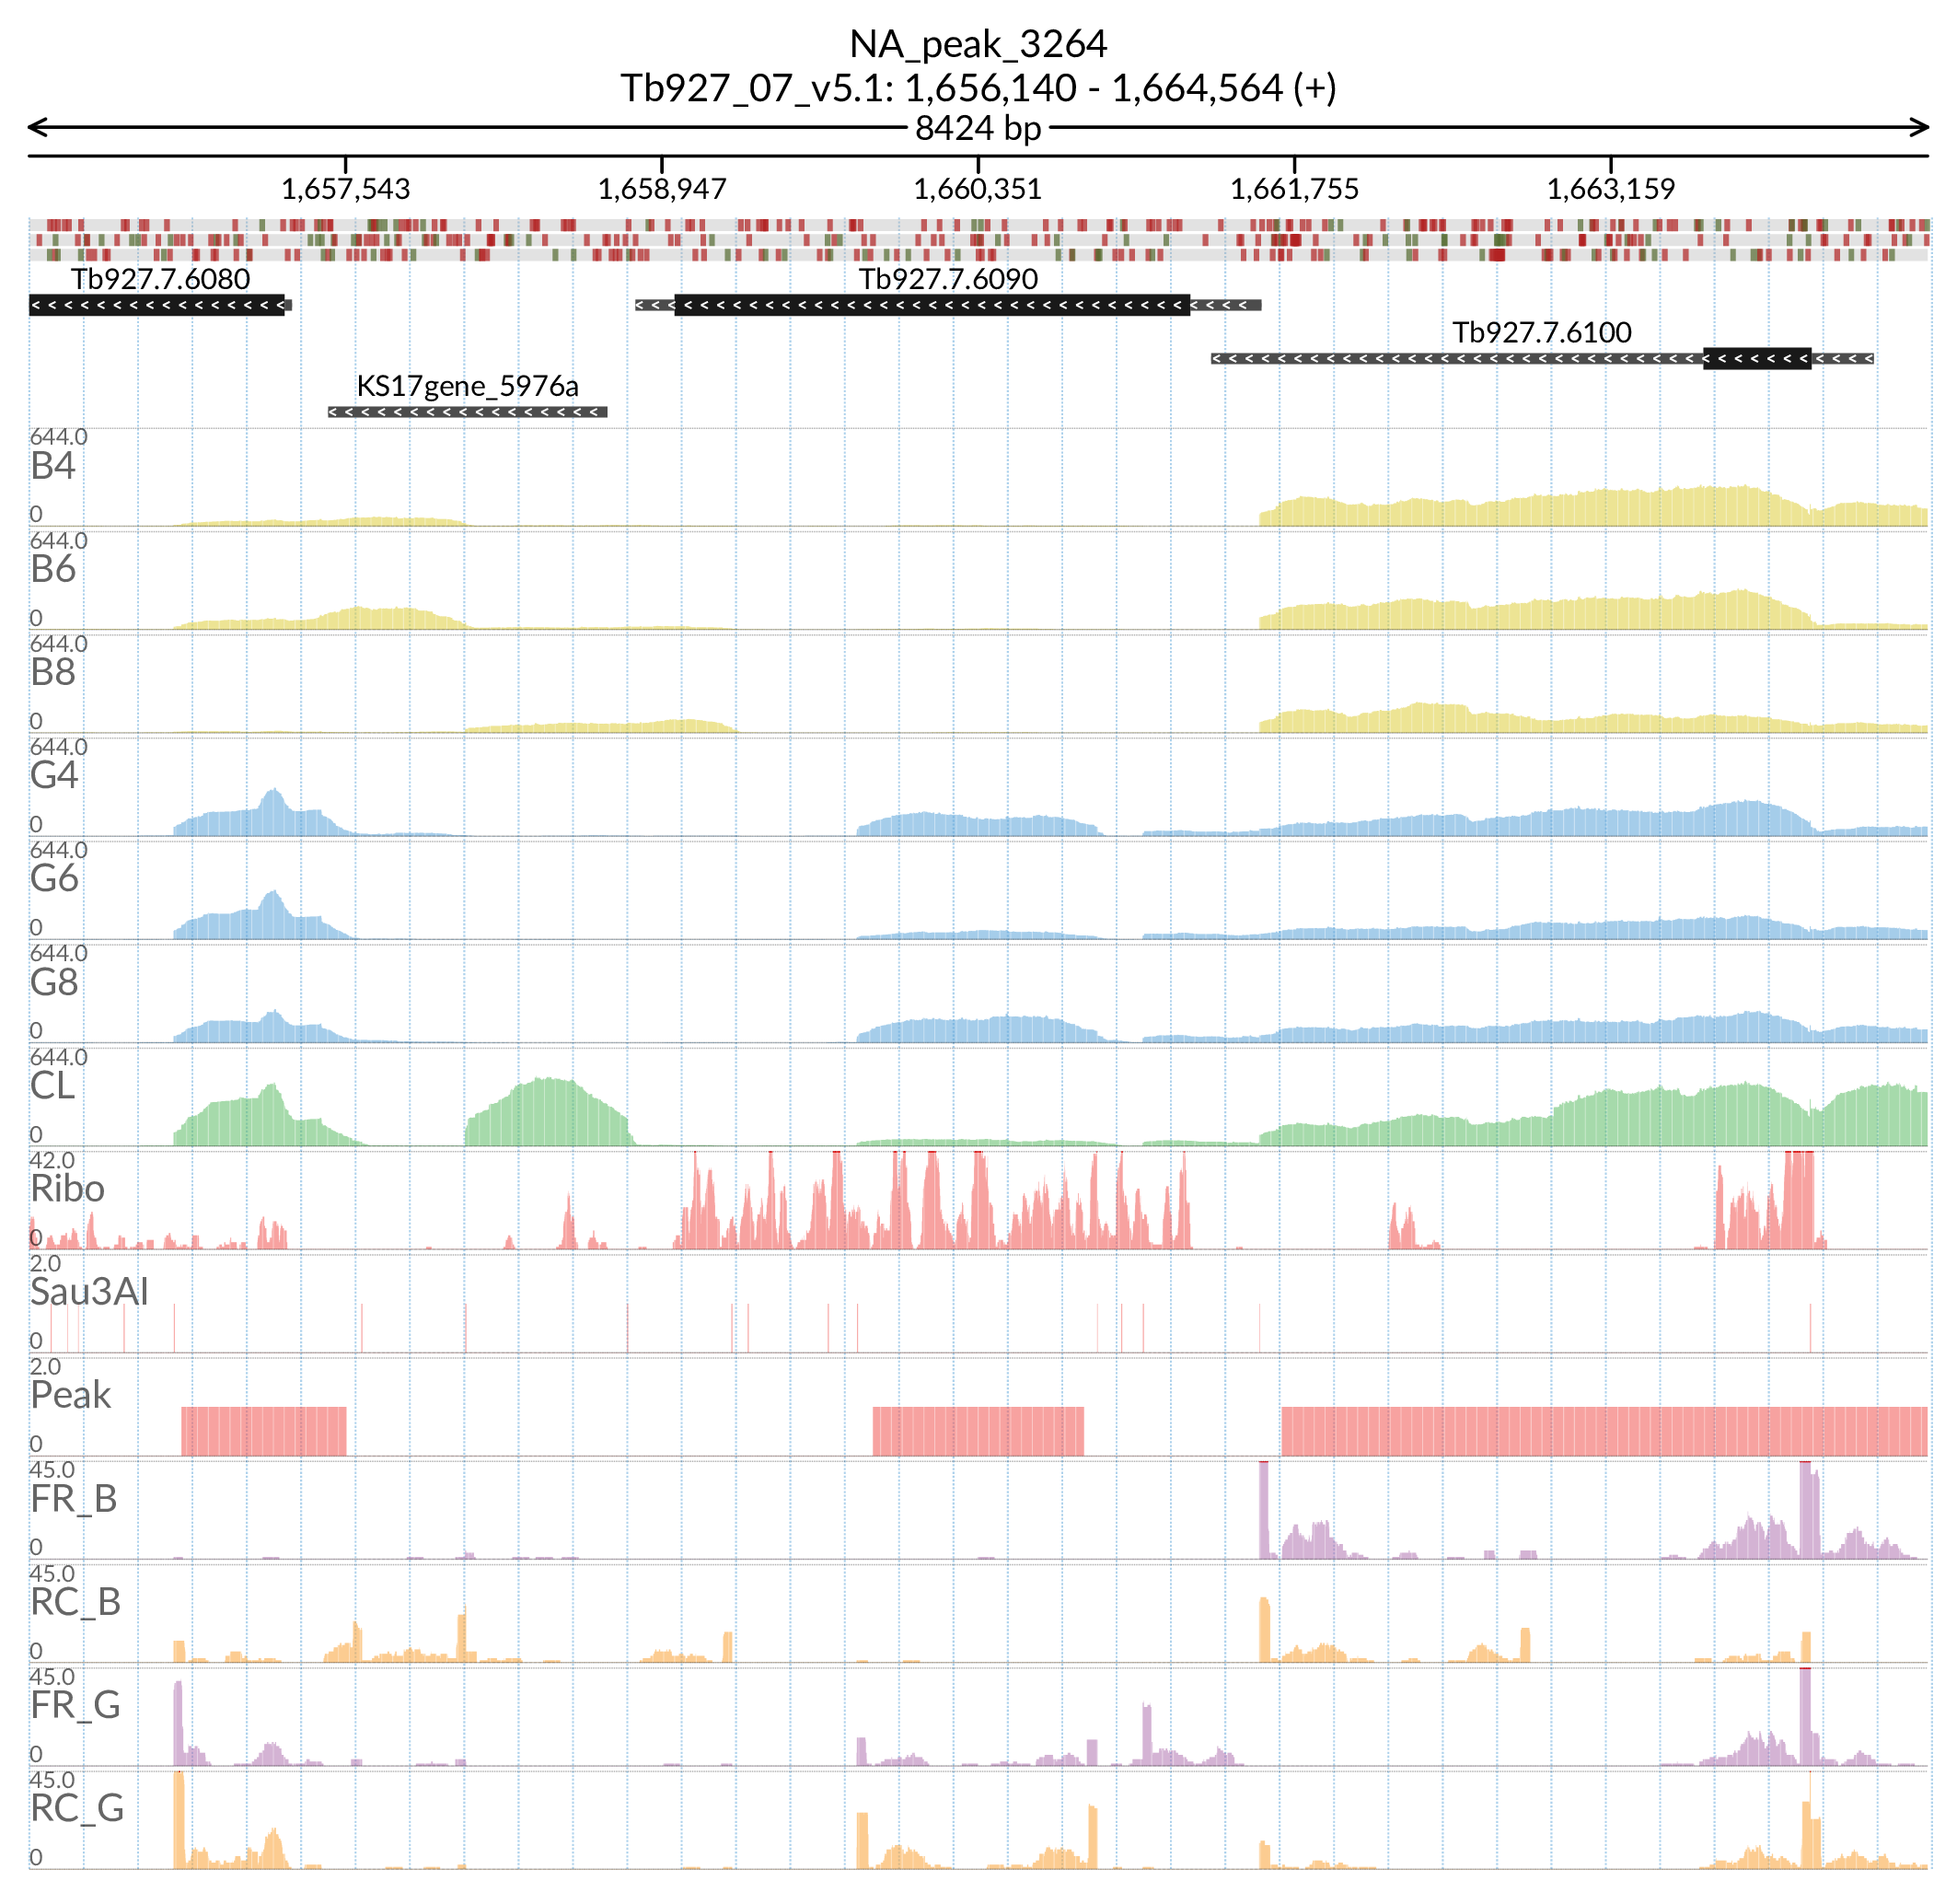 NA_peak_3264
Tb927_07_v5.1: 1,656,140 - 1,664,564 (+)
8424 bp
1,657,543 1,658,947 1,660,351 1,661,755 1,663,159
Tb927.7.6080 Tb927.7.6090
Tb927.7.6100
KS17gene_5976a
644.0
B4
0
644.0
B6
0
644.0
B8
0
644.0
G4
0
644.0
G6
0
644.0
G8
0
644.0
CL
0
42.0
Ribo
0
2.0
Sau3AI
0
2.0
Peak
0
45.0
FR_B
0
45.0
RC_B
0
45.0
FR_G
0
45.0
RC_G
0